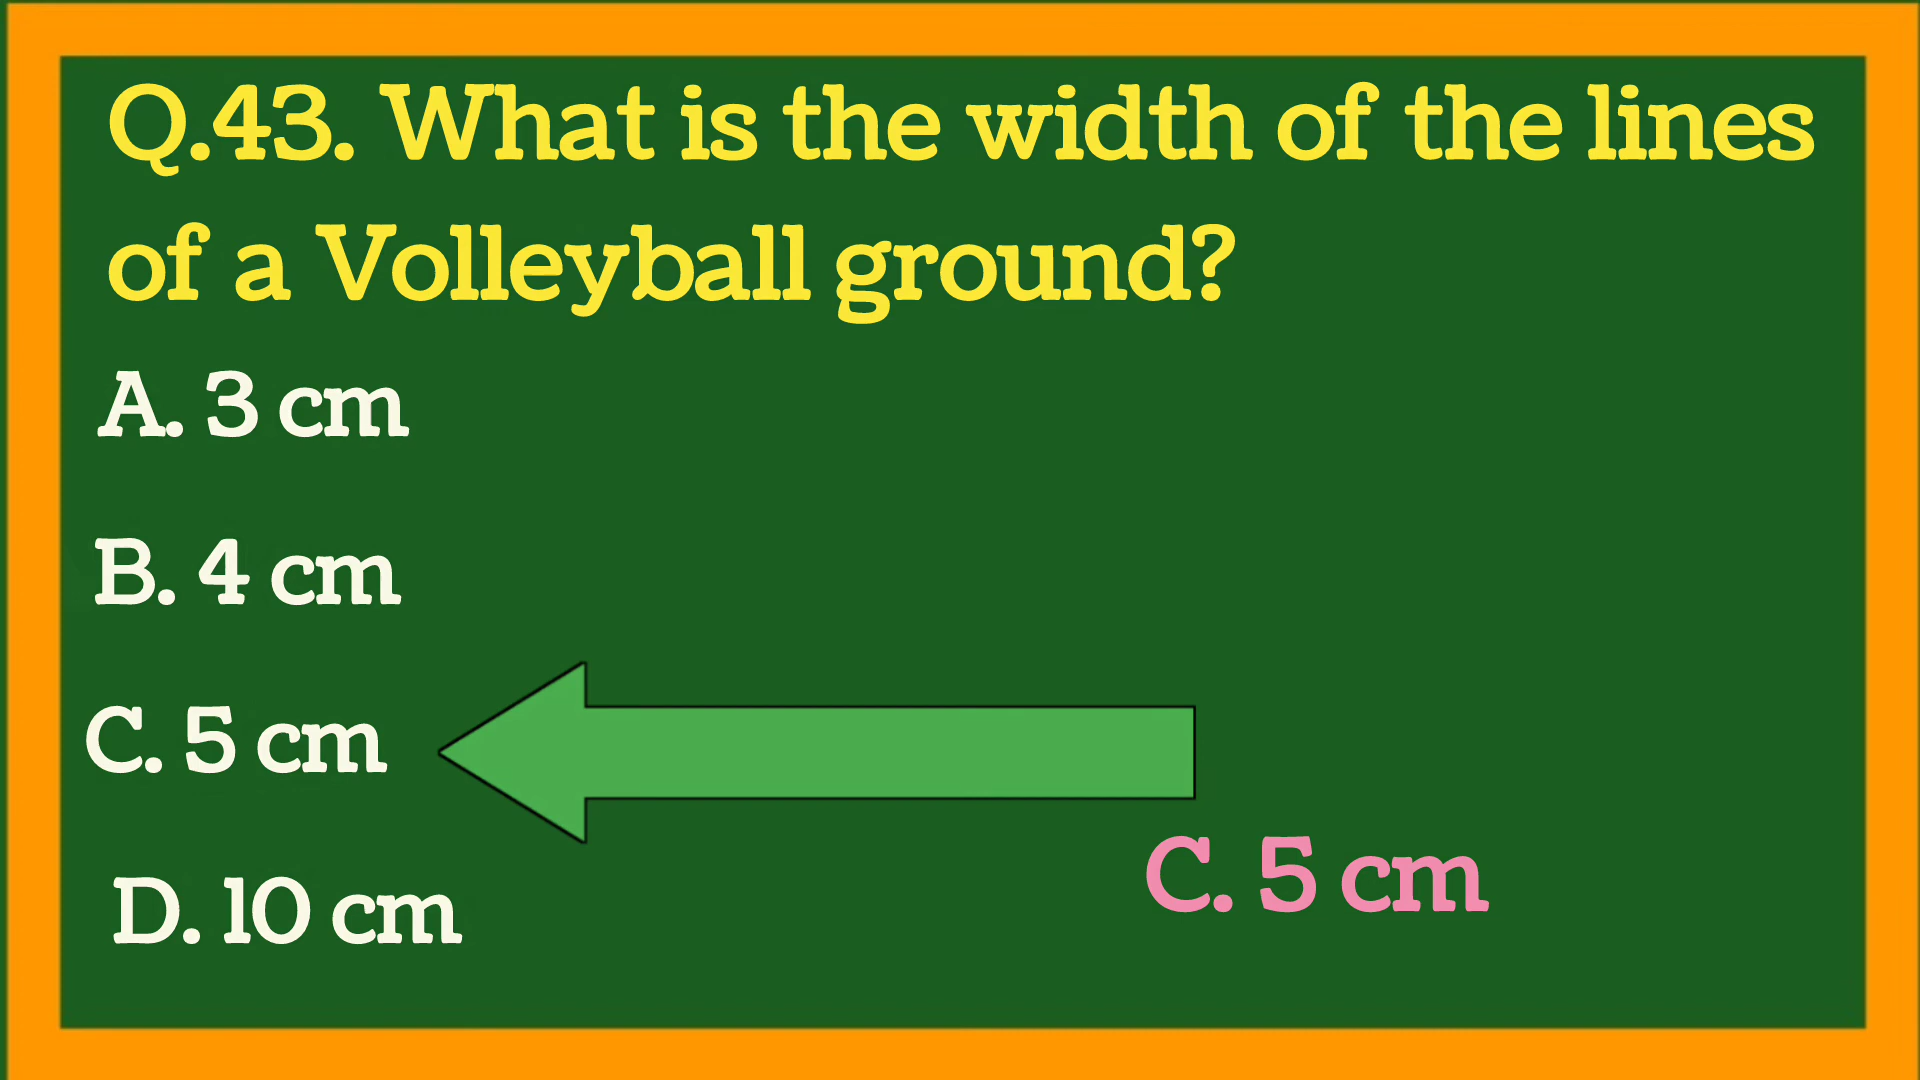 Q.43. What is the width of the lines
of a Volleyball ground?
A. 3 cm
B. 4 cm
C. 5 cm
C. 5 cm
D. 10 cm